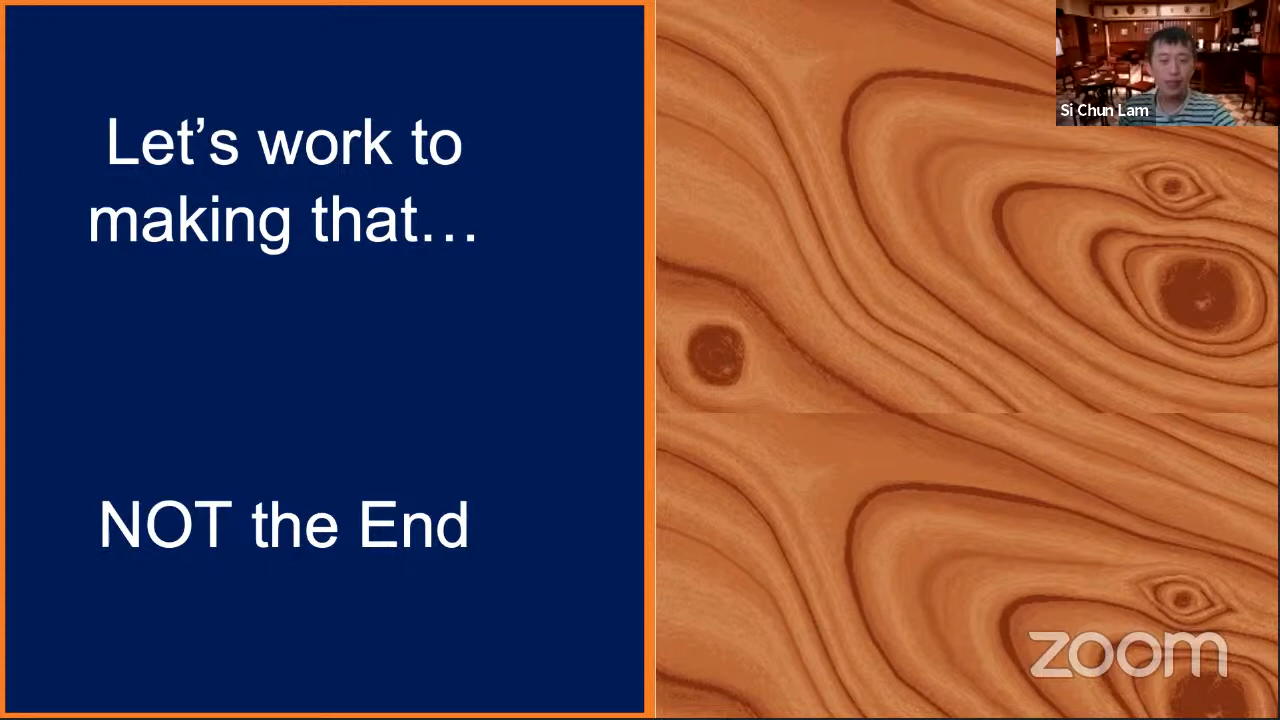 Let’s work to
making that…
NOT the End
Si Chun Lam
zoom